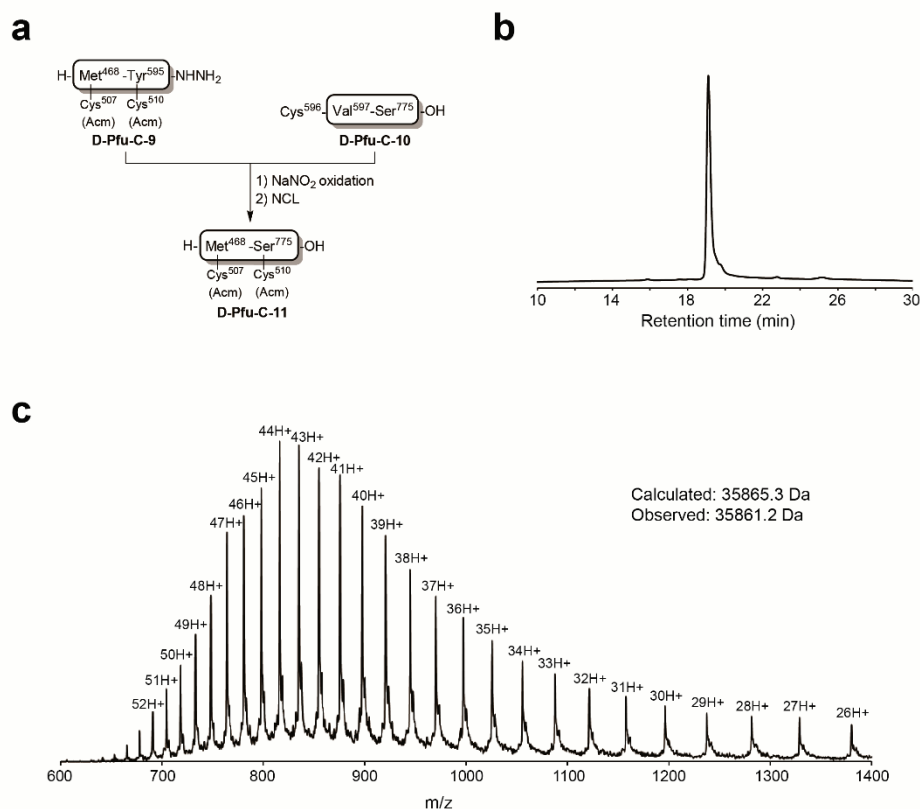 a
H- Met⁴⁶⁸ -Tyr⁵⁹⁵ -NHNH₂
Cys⁵⁰⁷ Cys⁵¹⁰
(Acm) (Acm)
D-Pfu-C-9
Cys⁵⁹⁶- Val⁵⁹⁷-Ser⁷⁷⁵ -OH
D-Pfu-C-10
1) NaNO₂ oxidation
2) NCL
H- Met⁴⁶⁸ -Ser⁷⁷⁵ -OH
Cys⁵⁰⁷ Cys⁵¹⁰
(Acm) (Acm)
D-Pfu-C-11
b
10 14 18 22 26 30
Retention time (min)
c
44H+
43H+
42H+
45H+
41H+
46H+
40H+
47H+
39H+
38H+
48H+
37H+
36H+
49H+
35H+
50H+
34H+
51H+
33H+
52H+
32H+
31H+
30H+
29H+
28H+
27H+
26H+
Calculated: 35865.3 Da
Observed: 35861.2 Da
600 700 800 900 1000 1100 1200 1300 1400
m/z